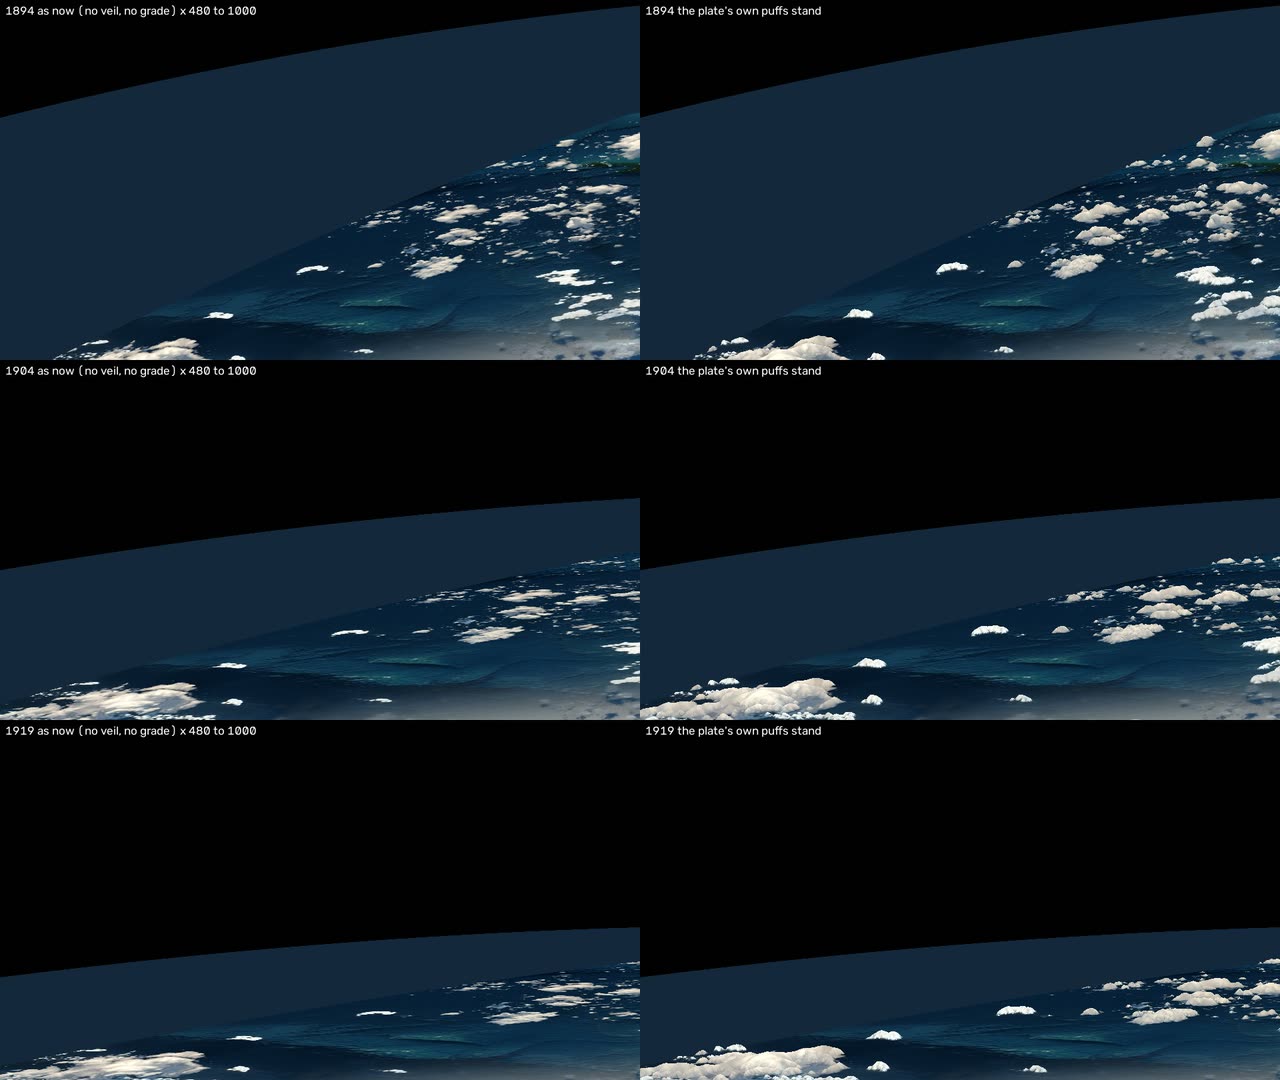 1894 as now (no veil, no grade) x 480 to 1000
1894 the plate's own puffs stand
1904 as now (no veil, no grade) x 480 to 1000
1904 the plate's own puffs stand
1919 as now (no veil, no grade) x 480 to 1000
1919 the plate's own puffs stand